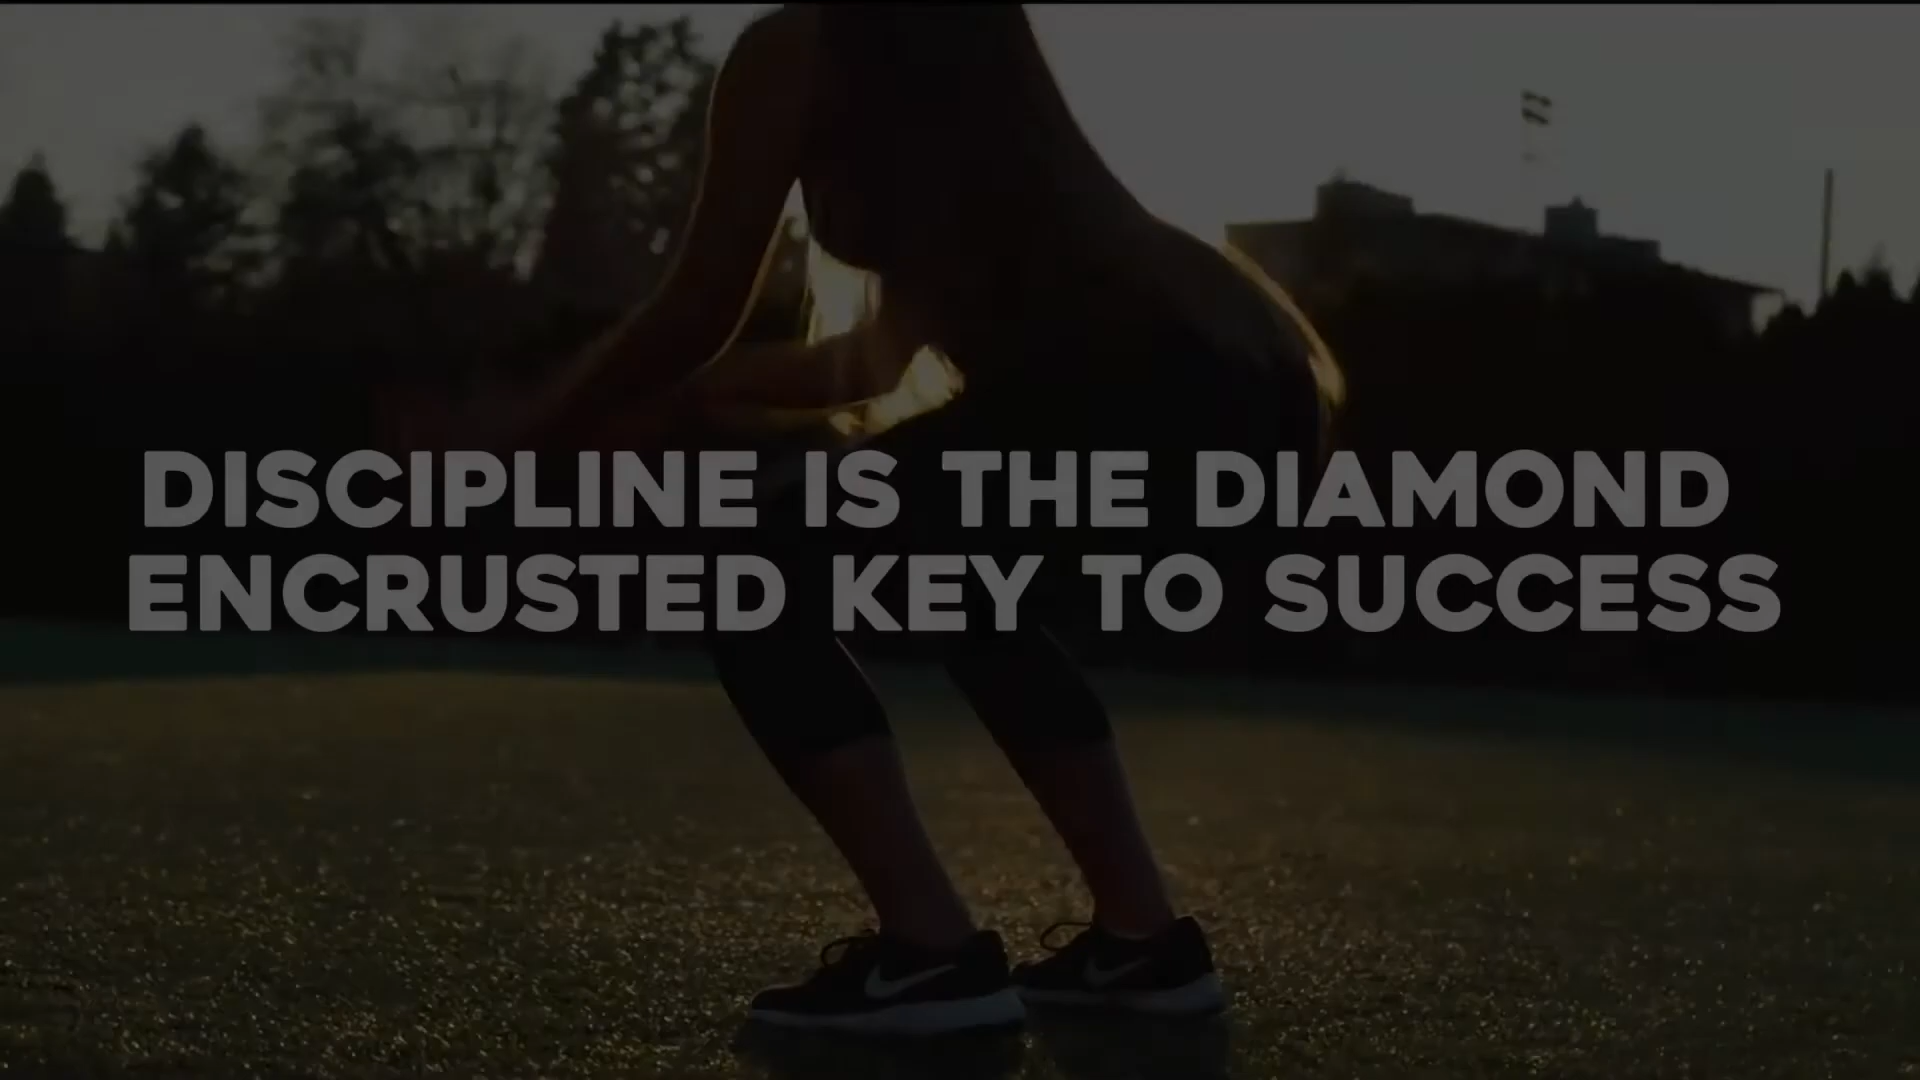 DISCIPLINE IS THE DIAMOND
ENCRUSTED KEY TO SUCCESS